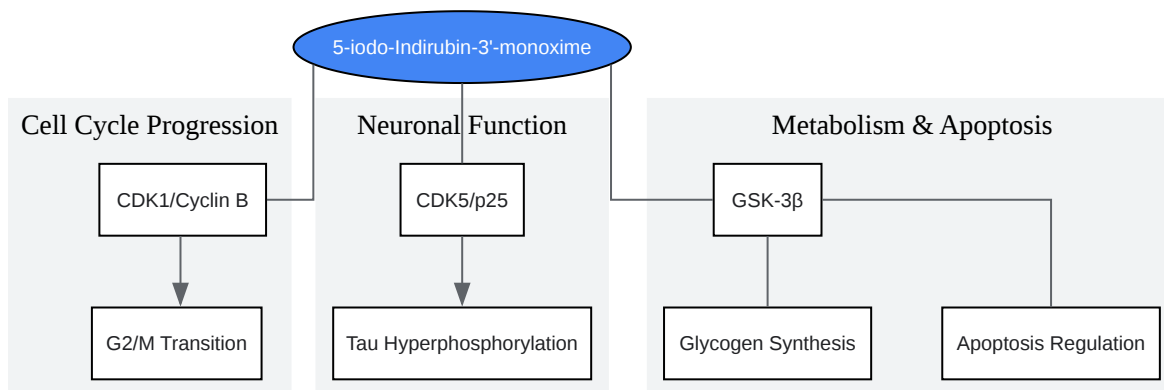 5-iodo-Indirubin-3'-monoxime
Cell Cycle Progression
Neuronal Function
Metabolism & Apoptosis
CDK1/Cyclin B
CDK5/p25
GSK-3β
G2/M Transition
Tau Hyperphosphorylation
Glycogen Synthesis
Apoptosis Regulation